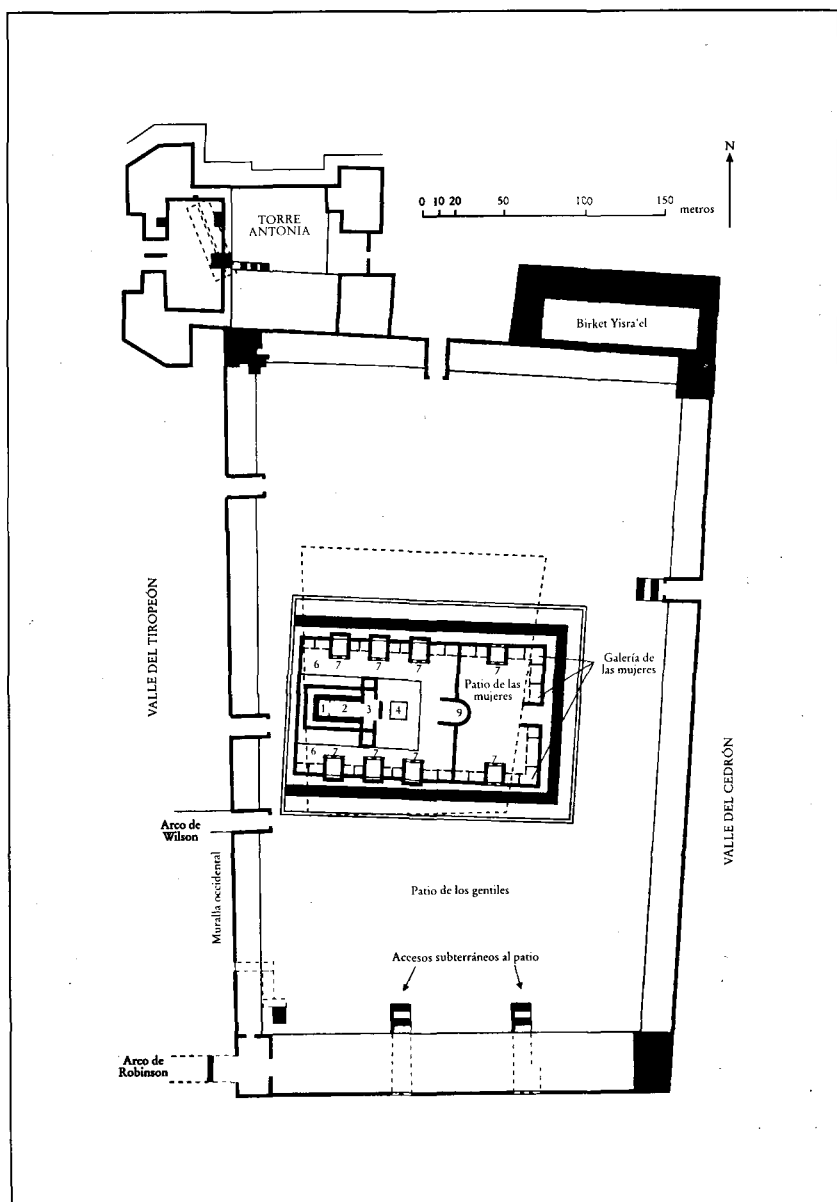 N
TORRE
ANTONIA
0 10 20 50 100 150
metros
Birket Yisra'el
VALLE DEL TIROPEÓN
6 7 7 7 7
Galería de
las mujeres
Patio de las
mujeres
1 2 3 4 9
6 7 7 7 7
VALLE DEL CEDRÓN
Arco de
Wilson
Muralla occidental
Patio de los gentiles
Accesos subterráneos al patio
Arco de
Robinson